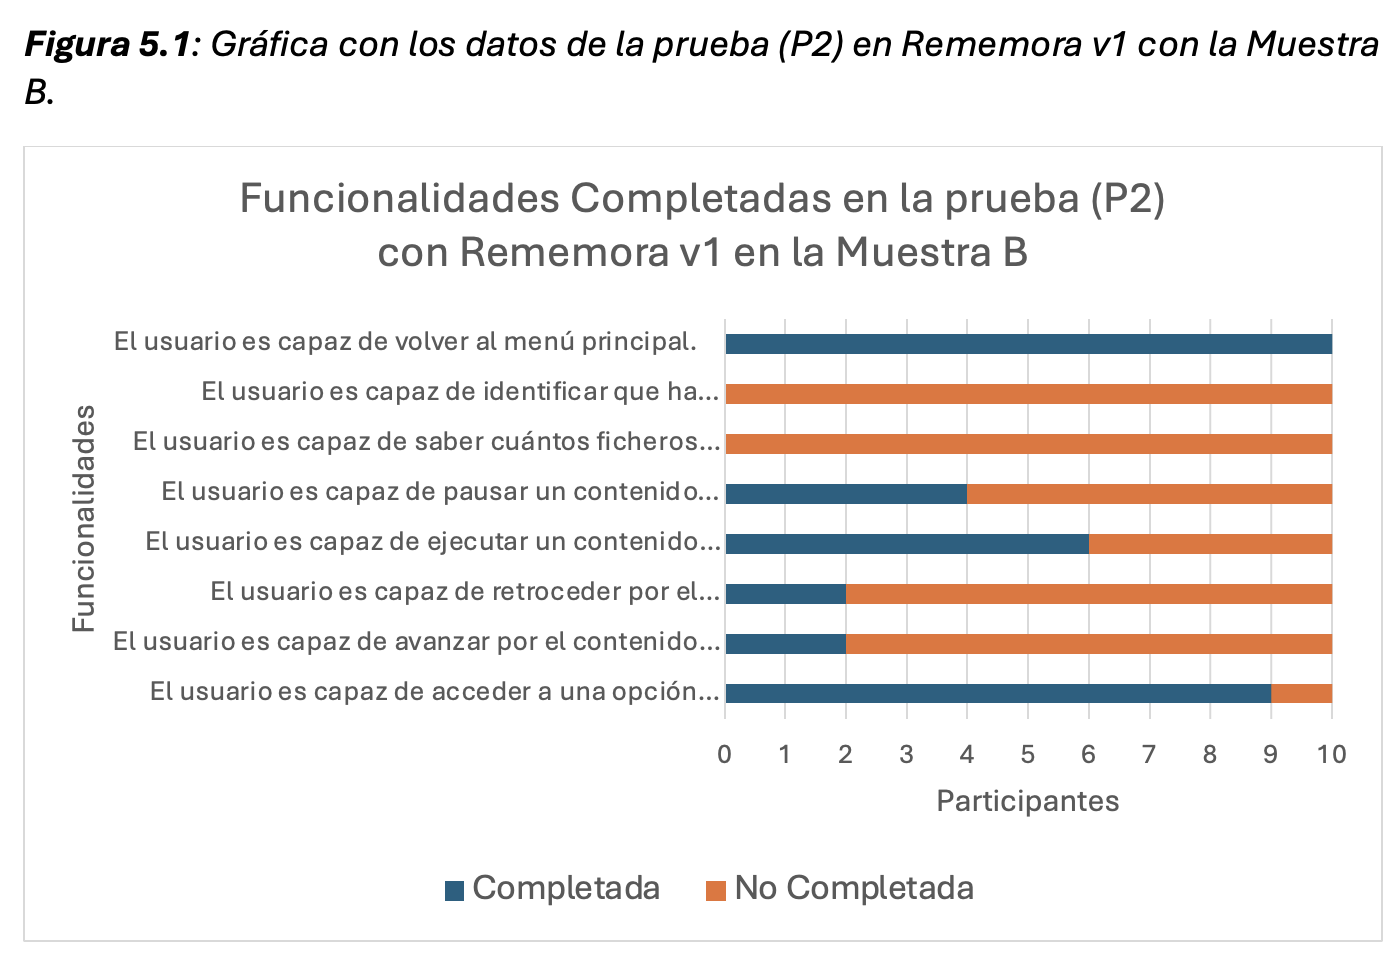 Figura 5.1: Gráfica con los datos de la prueba (P2) en Rememora v1 con la Muestra
B.
Funcionalidades Completadas en la prueba (P2)
con Rememora v1 en la Muestra B
Funcionalidades
El usuario es capaz de volver al menú principal.
El usuario es capaz de identificar que ha...
El usuario es capaz de saber cuántos ficheros...
El usuario es capaz de pausar un contenido...
El usuario es capaz de ejecutar un contenido...
El usuario es capaz de retroceder por el...
El usuario es capaz de avanzar por el contenido...
El usuario es capaz de acceder a una opción...
0 1 2 3 4 5 6 7 8 9 10
Participantes
Completada No Completada